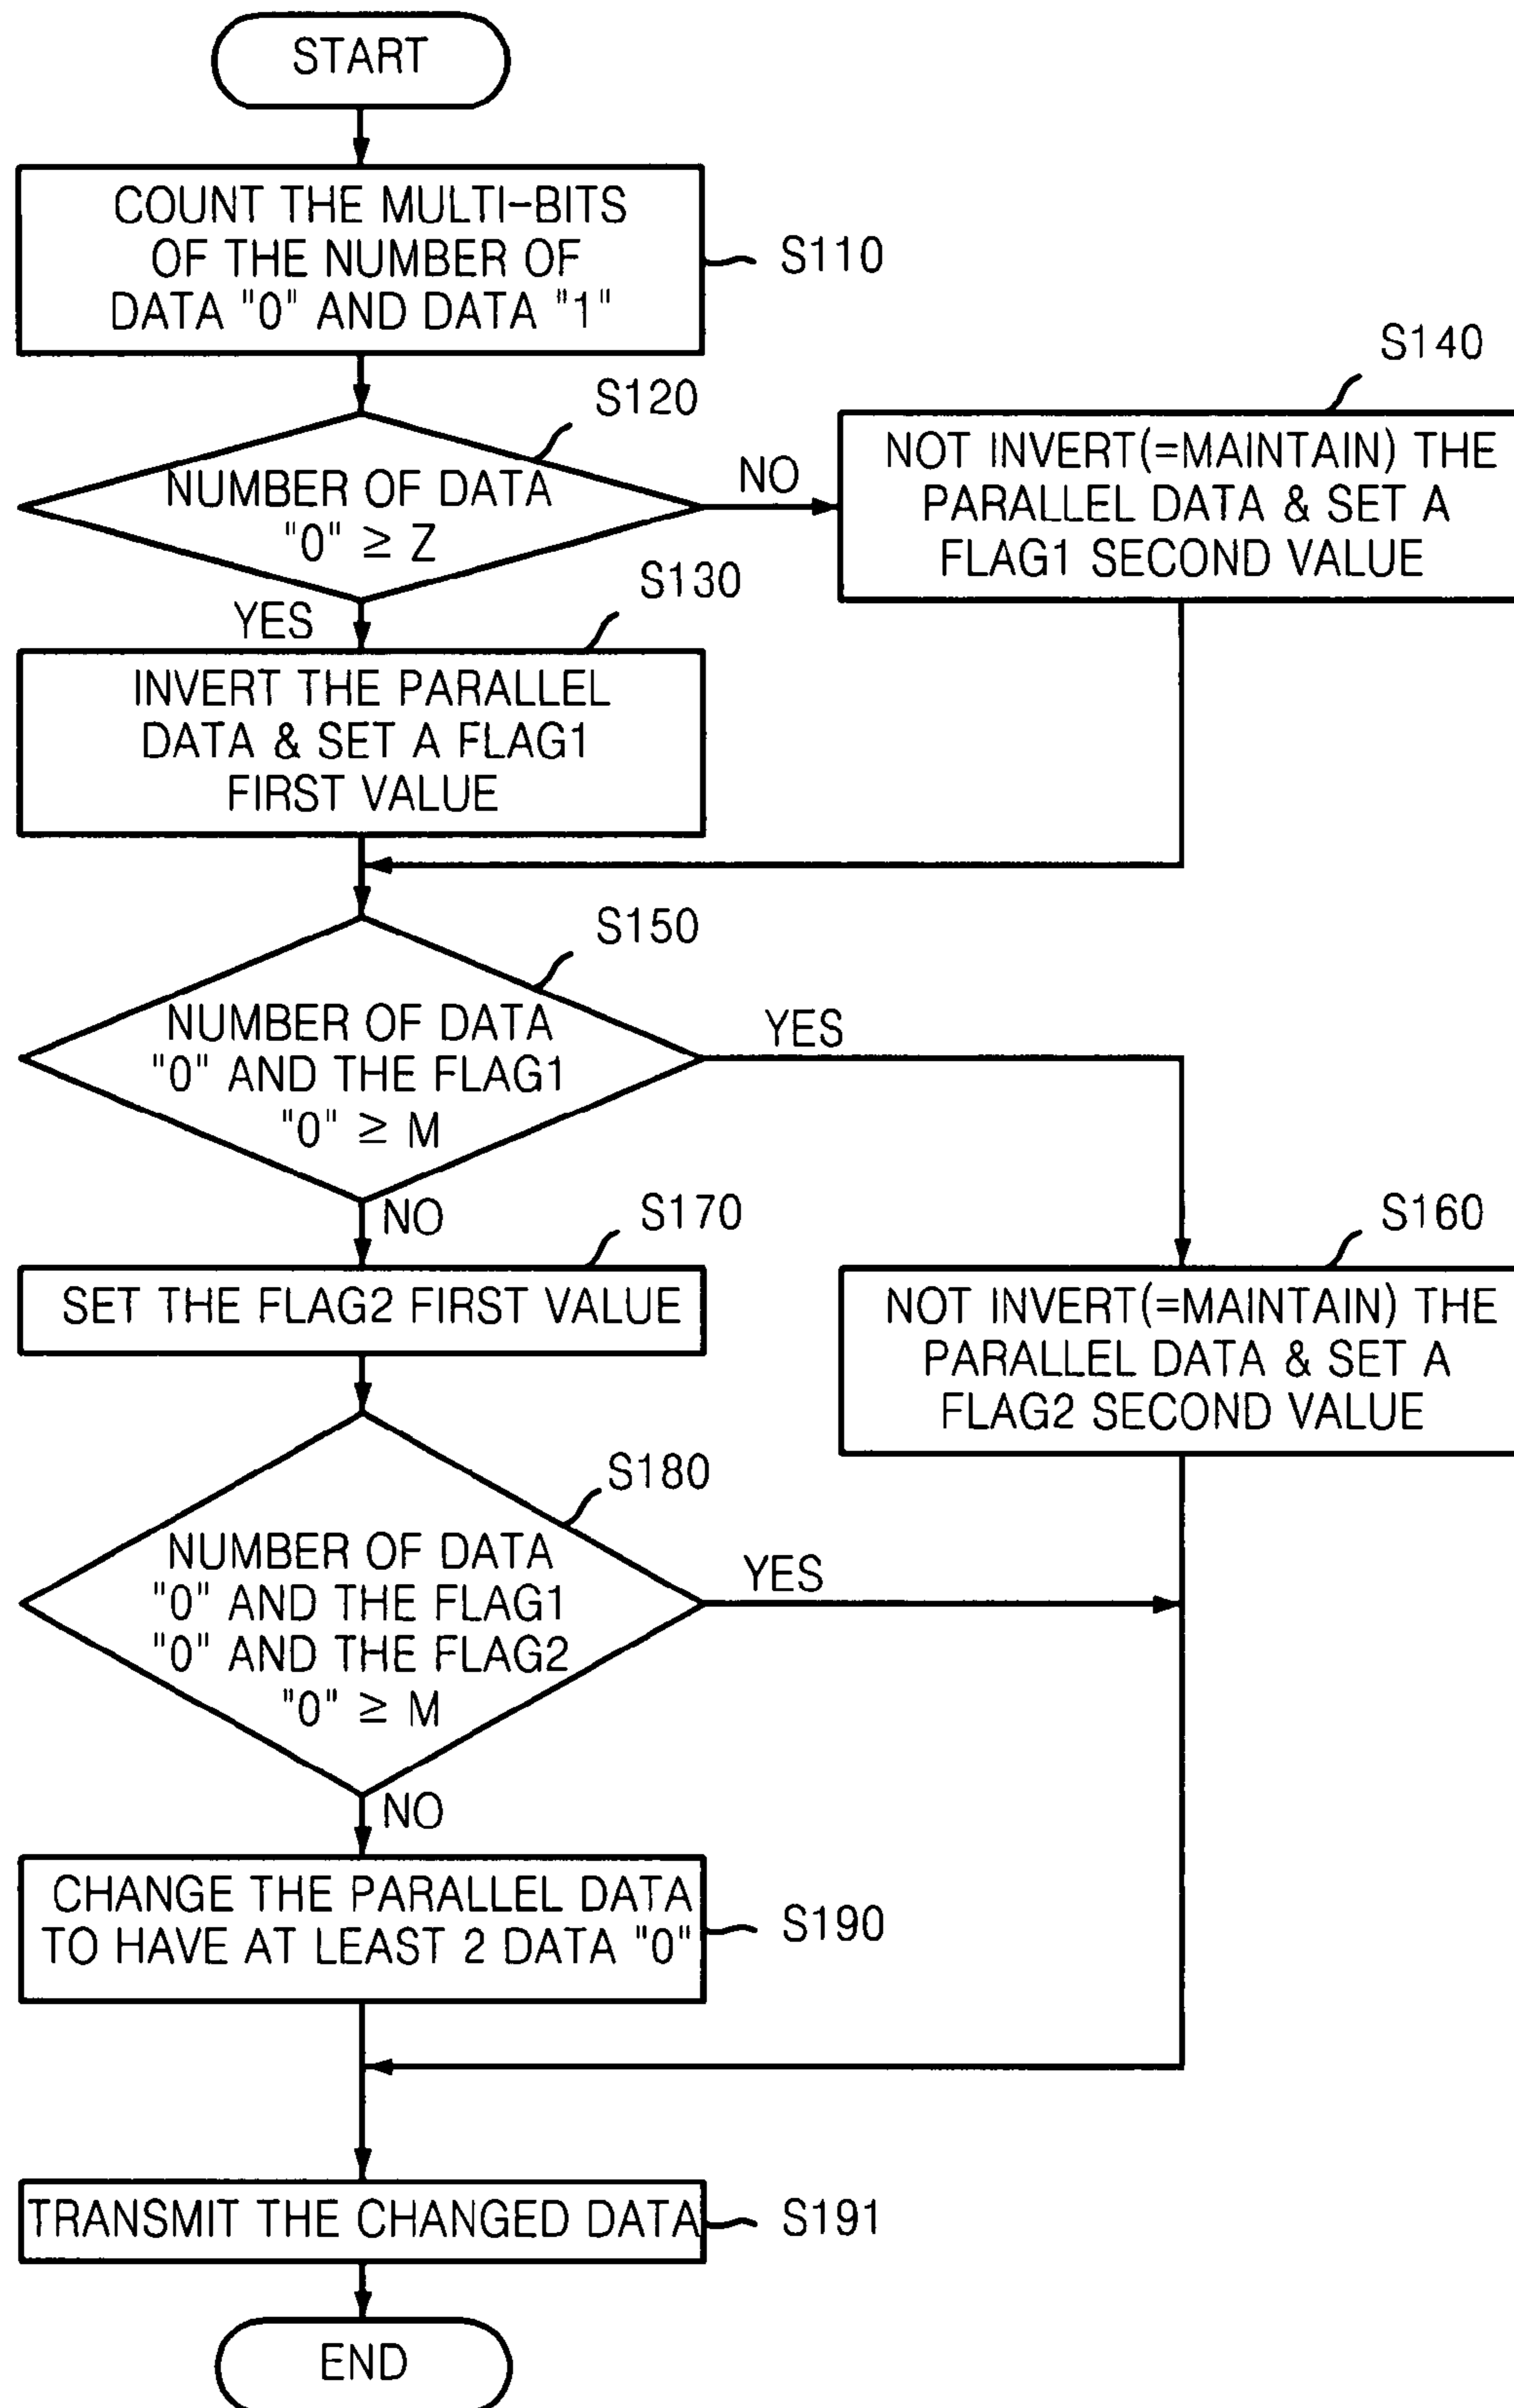 START
COUNT THE MULTI-BITS
OF THE NUMBER OF
DATA "0" AND DATA "1"
S110
S120
NUMBER OF DATA
"0" ≥ Z
NO
S140
NOT INVERT(=MAINTAIN) THE
PARALLEL DATA & SET A
FLAG1 SECOND VALUE
YES
S130
INVERT THE PARALLEL
DATA & SET A FLAG1
FIRST VALUE
S150
NUMBER OF DATA
"0" AND THE FLAG1
"0" ≥ M
YES
NO
S170
SET THE FLAG2 FIRST VALUE
S160
NOT INVERT(=MAINTAIN) THE
PARALLEL DATA & SET A
FLAG2 SECOND VALUE
S180
NUMBER OF DATA
"0" AND THE FLAG1
"0" AND THE FLAG2
"0" ≥ M
YES
NO
CHANGE THE PARALLEL DATA
TO HAVE AT LEAST 2 DATA "0"
S190
TRANSMIT THE CHANGED DATA
S191
END